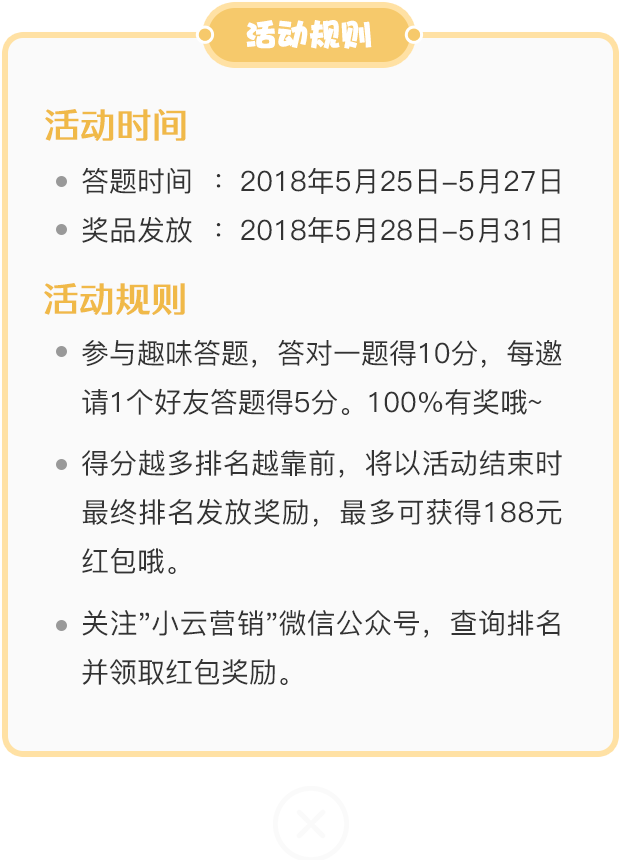 活动规则
活动时间
答题时间 ：2018年5月25日-5月27日
奖品发放 ：2018年5月28日-5月31日
活动规则
参与趣味答题，答对一题得10分，每邀
请1个好友答题得5分。100%有奖哦~
得分越多排名越靠前，将以活动结束时
最终排名发放奖励，最多可获得188元
红包哦。
关注”小云营销”微信公众号，查询排名
并领取红包奖励。